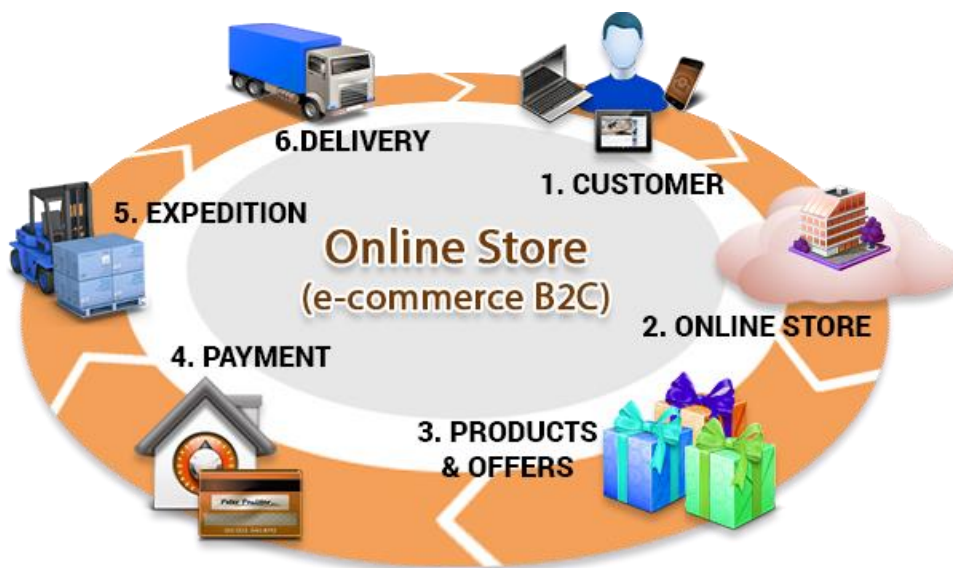 Online Store
(e-commerce B2C)
1. CUSTOMER
2. ONLINE STORE
3. PRODUCTS
& OFFERS
4. PAYMENT
5. EXPEDITION
6.DELIVERY